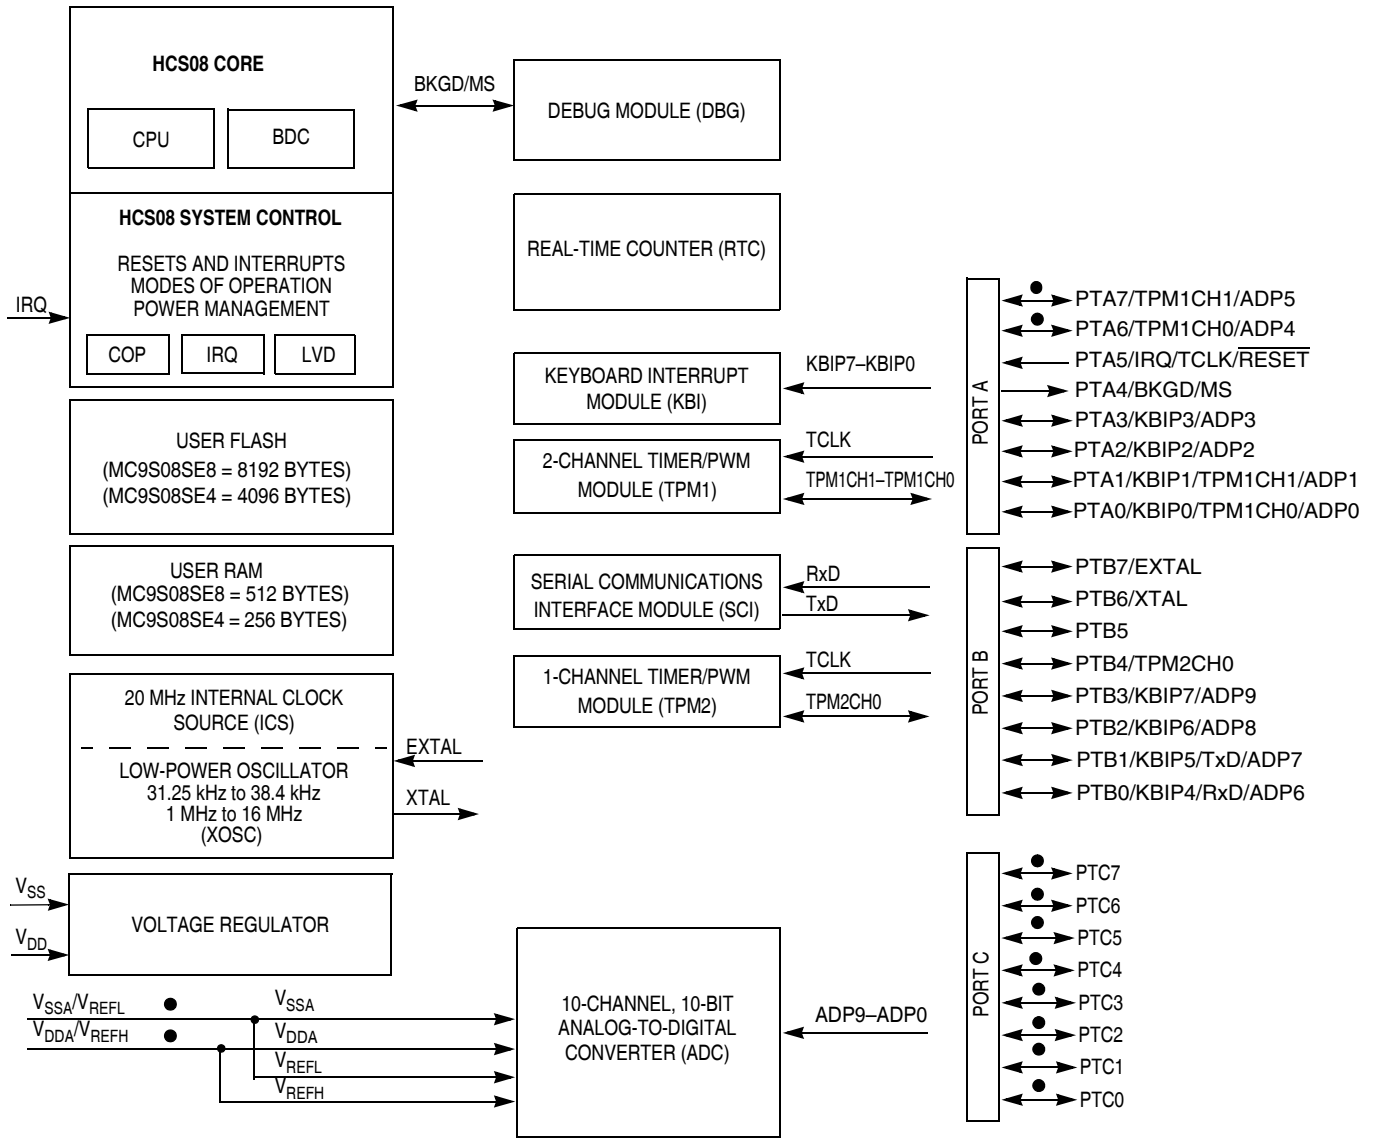 HCS08 CORE
CPU
BDC
HCS08 SYSTEM CONTROL
RESETS AND INTERRUPTS
MODES OF OPERATION
POWER MANAGEMENT
IRQ
COP
IRQ
LVD
USER FLASH
(MC9S08SE8 = 8192 BYTES)
(MC9S08SE4 = 4096 BYTES)
USER RAM
(MC9S08SE8 = 512 BYTES)
(MC9S08SE4 = 256 BYTES)
20 MHz INTERNAL CLOCK
SOURCE (ICS)
LOW-POWER OSCILLATOR
31.25 kHz to 38.4 kHz
1 MHz to 16 MHz
(XOSC)
EXTAL
XTAL
VSS
VDD
VOLTAGE REGULATOR
VSSA/VREFL
VDDA/VREFH
VSSA
VDDA
VREFL
VREFH
BKGD/MS
DEBUG MODULE (DBG)
REAL-TIME COUNTER (RTC)
KEYBOARD INTERRUPT
MODULE (KBI)
KBIP7–KBIP0
2-CHANNEL TIMER/PWM
MODULE (TPM1)
TCLK
TPM1CH1–TPM1CH0
SERIAL COMMUNICATIONS
INTERFACE MODULE (SCI)
RxD
TxD
1-CHANNEL TIMER/PWM
MODULE (TPM2)
TCLK
TPM2CH0
10-CHANNEL, 10-BIT
ANALOG-TO-DIGITAL
CONVERTER (ADC)
ADP9–ADP0
PORT A
PTA7/TPM1CH1/ADP5
PTA6/TPM1CH0/ADP4
PTA5/IRQ/TCLK/RESET
PTA4/BKGD/MS
PTA3/KBIP3/ADP3
PTA2/KBIP2/ADP2
PTA1/KBIP1/TPM1CH1/ADP1
PTA0/KBIP0/TPM1CH0/ADP0
PORT B
PTB7/EXTAL
PTB6/XTAL
PTB5
PTB4/TPM2CH0
PTB3/KBIP7/ADP9
PTB2/KBIP6/ADP8
PTB1/KBIP5/TxD/ADP7
PTB0/KBIP4/RxD/ADP6
PORT C
PTC7
PTC6
PTC5
PTC4
PTC3
PTC2
PTC1
PTC0